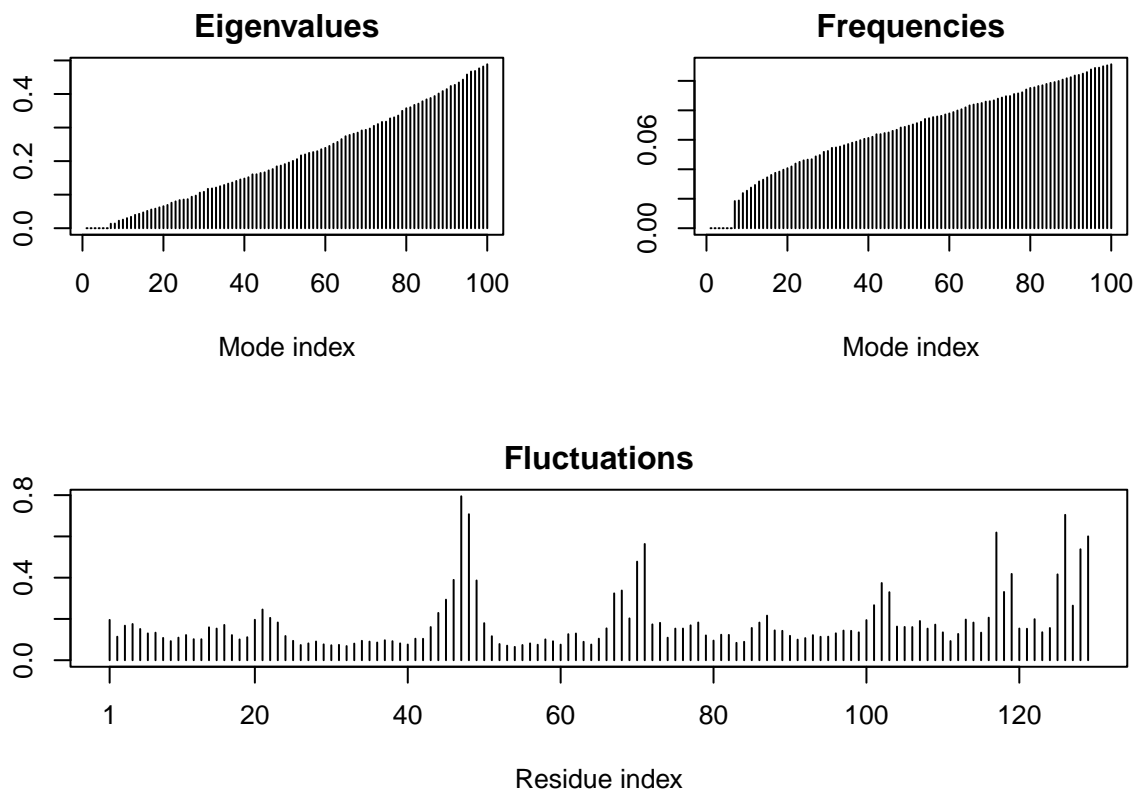 Eigenvalues
0.4
0.2
0.0
0 20 40 60 80 100
Mode index
Frequencies
0.06
0.00
0 20 40 60 80 100
Mode index
Fluctuations
0.8
0.4
0.0
1 20 40 60 80 100 120
Residue index